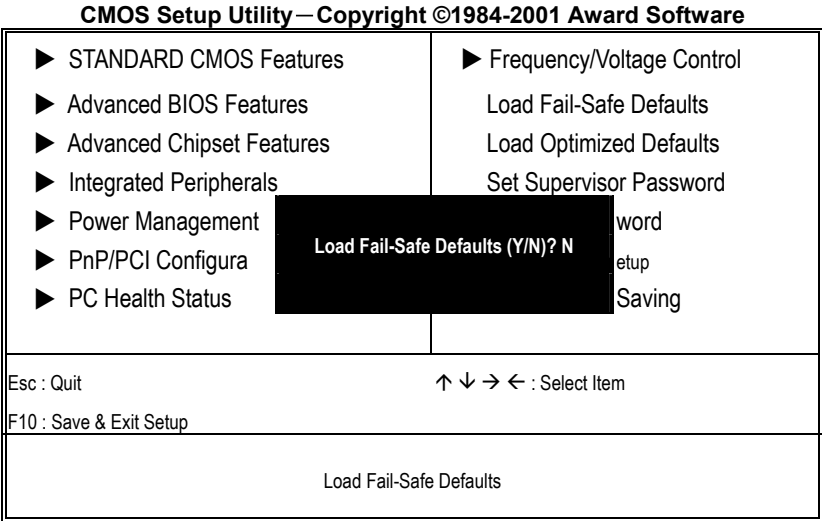 CMOS Setup Utility－Copyright ©1984-2001 Award Software
▶ STANDARD CMOS Features
▶ Advanced BIOS Features
▶ Advanced Chipset Features
▶ Integrated Peripherals
▶ Power Management
▶ PnP/PCI Configura
▶ PC Health Status
▶ Frequency/Voltage Control
Load Fail-Safe Defaults
Load Optimized Defaults
Set Supervisor Password
word
etup
Saving
Load Fail-Safe Defaults (Y/N)? N
Esc : Quit
↑ ↓ → ← : Select Item
F10 : Save & Exit Setup
Load Fail-Safe Defaults